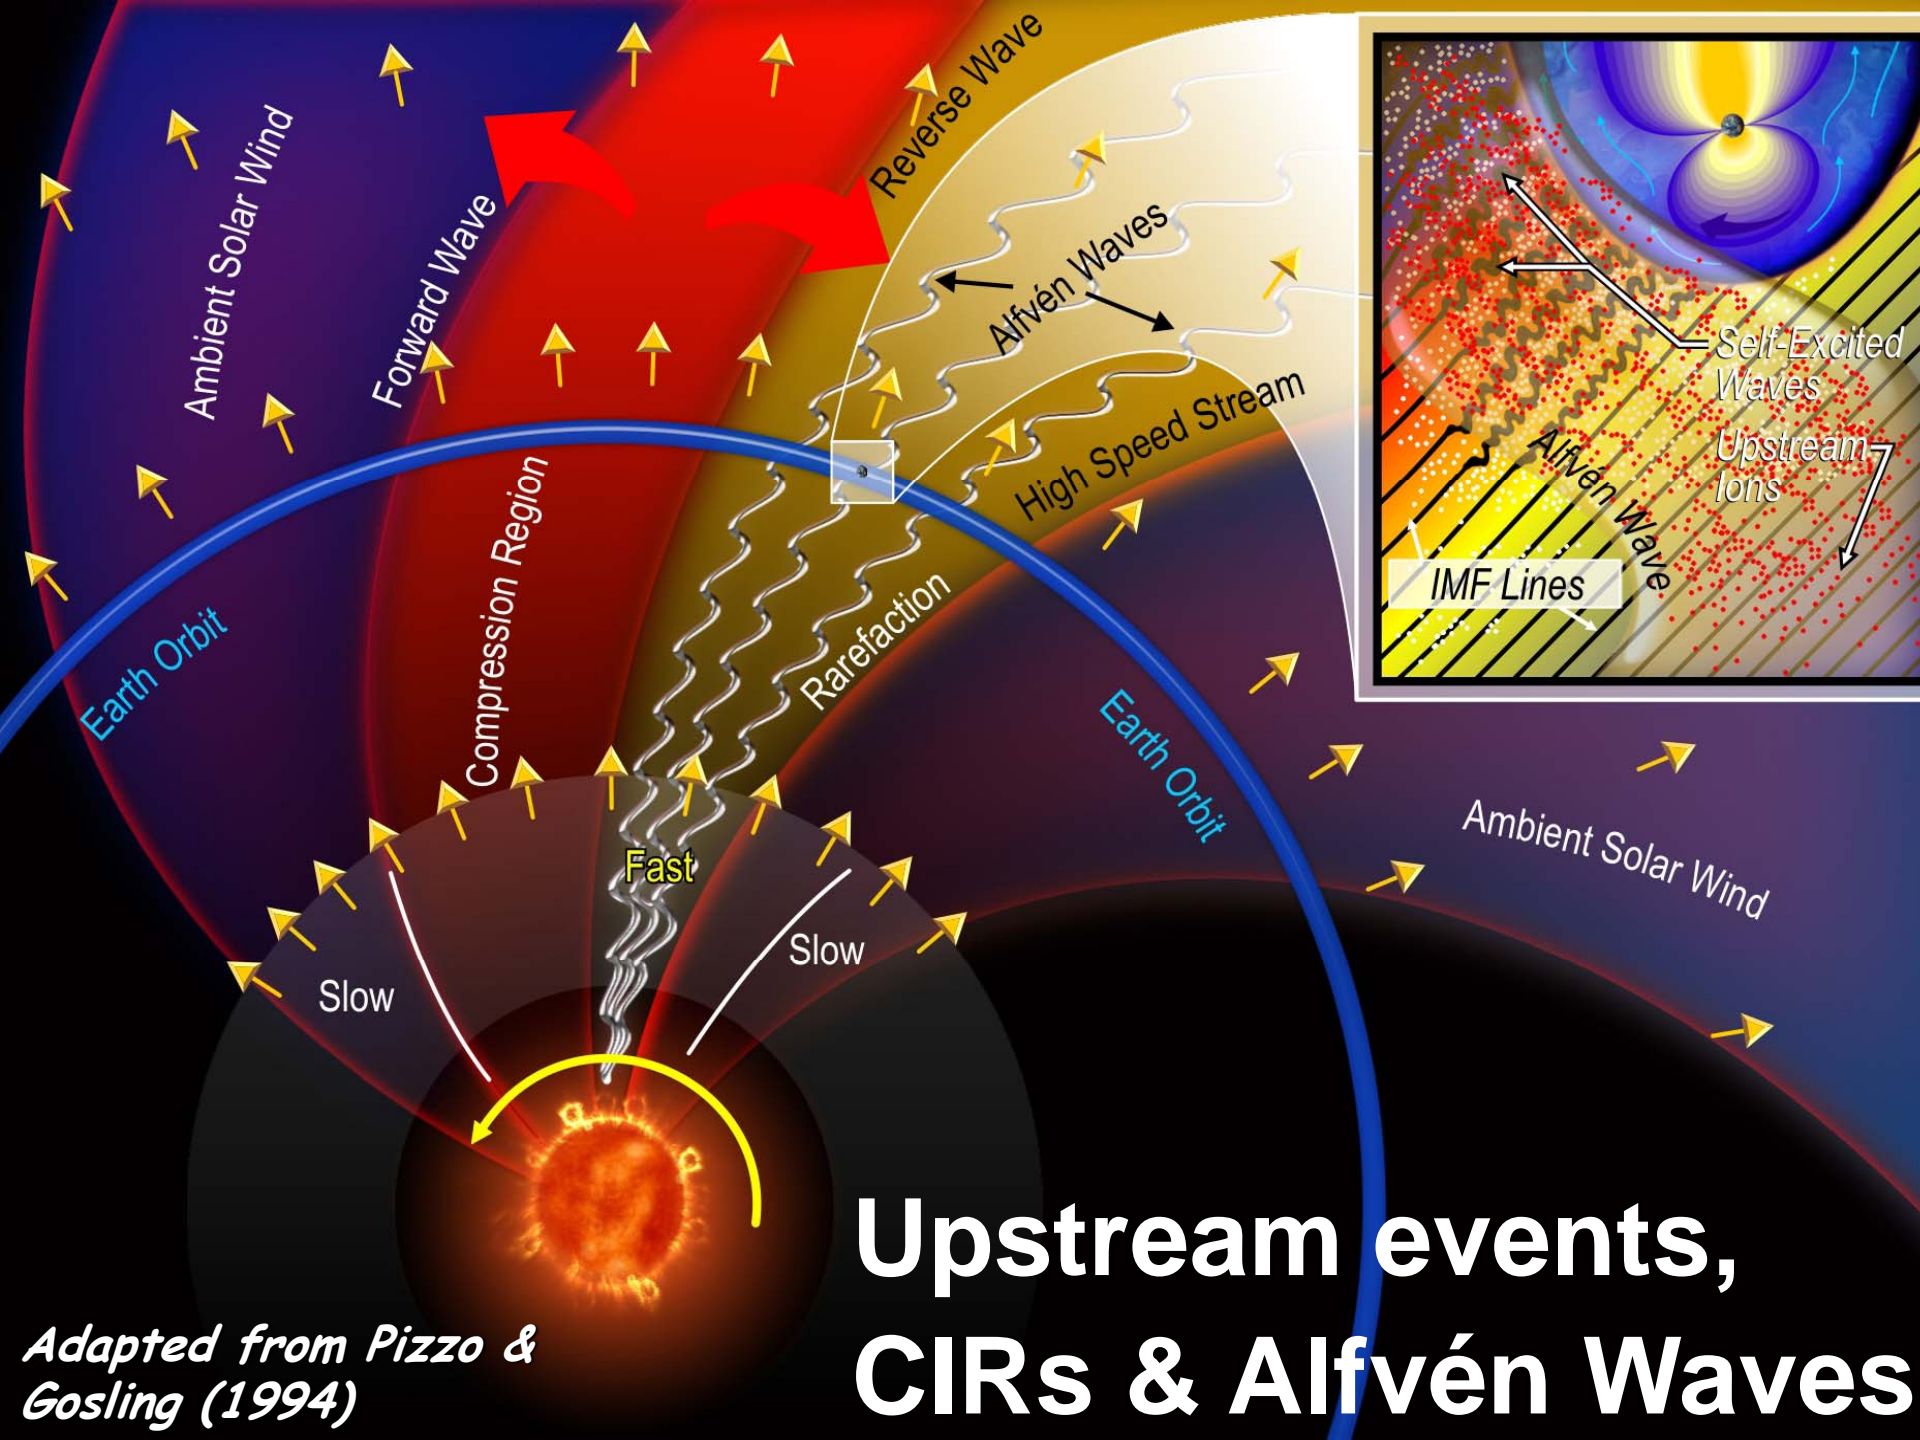 Ambient Solar Wind
Forward Wave
Reverse Wave
Alfvén Waves
High Speed Stream
Compression Region
Rarefaction
Earth Orbit
Earth Orbit
Ambient Solar Wind
Fast
Slow
Slow
Self-Excited
Waves
Upstream
Ions
Alfvén Wave
IMF Lines
Upstream events,
CIRs & Alfvén Waves
Adapted from Pizzo &
Gosling (1994)